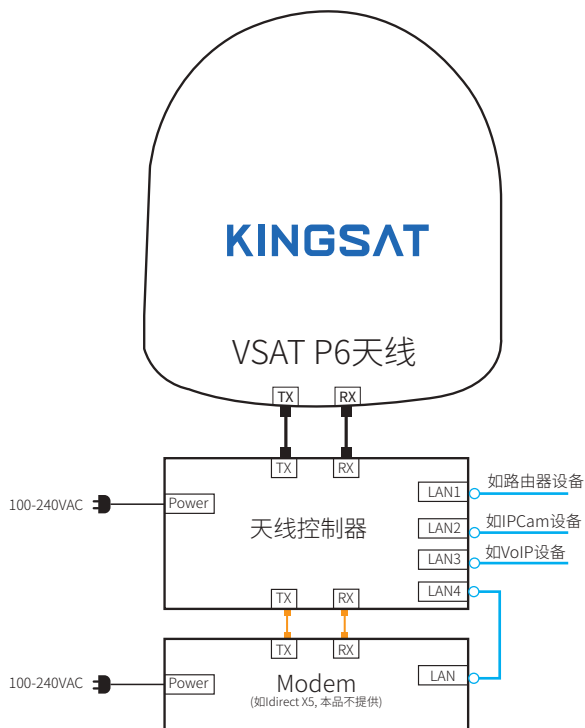 KINGSAT
VSAT P6天线
TX
RX
TX
RX
LAN1
如路由器设备
100-240VAC
Power
天线控制器
LAN2
如IPCam设备
LAN3
如VoIP设备
LAN4
TX
RX
TX
RX
100-240VAC
Power
Modem
LAN
(如Idirect X5, 本品不提供)